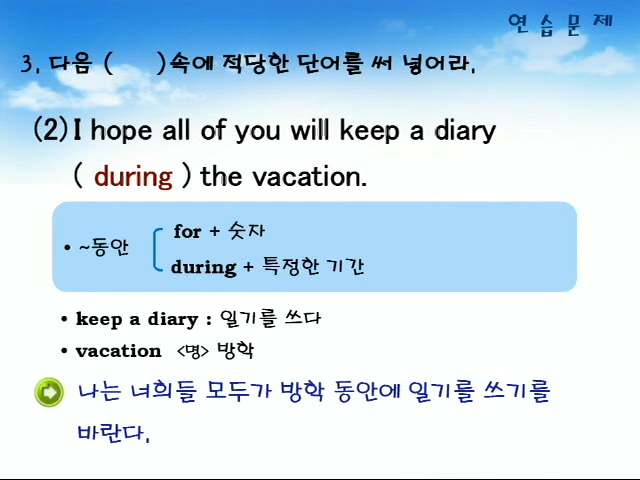 연 습 문 제
3. 다음 ( )속에 적당한 단어를 써 넣어라.
(2) I hope all of you will keep a diary
( during ) the vacation.
• ~동안
for + 숫자
during + 특정한 기간
• keep a diary : 일기를 쓰다
• vacation <명> 방학
나는 너희들 모두가 방학 동안에 일기를 쓰기를
바란다.